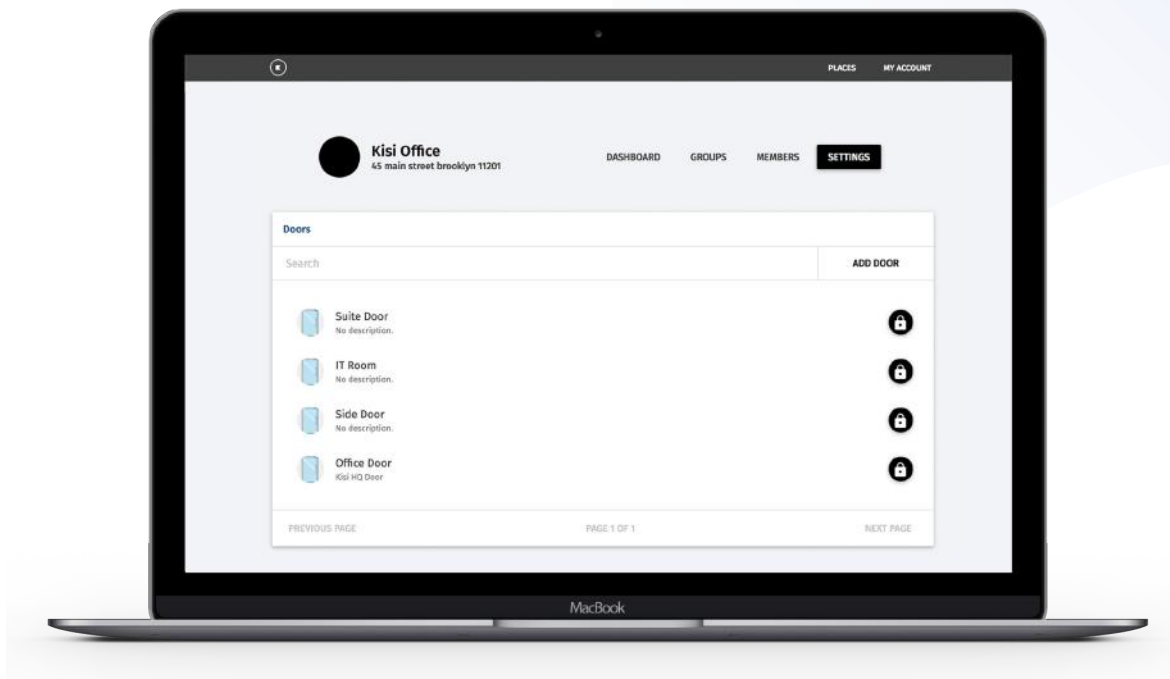 PLACES MY ACCOUNT
Kisi Office
45 main street brooklyn 11201
DASHBOARD GROUPS MEMBERS SETTINGS
Doors
Search
ADD DOOR
Suite Door
No description.
IT Room
No description.
Side Door
No description.
Office Door
Kisi HQ Door
PREVIOUS PAGE PAGE 1 OF 1 NEXT PAGE
MacBook